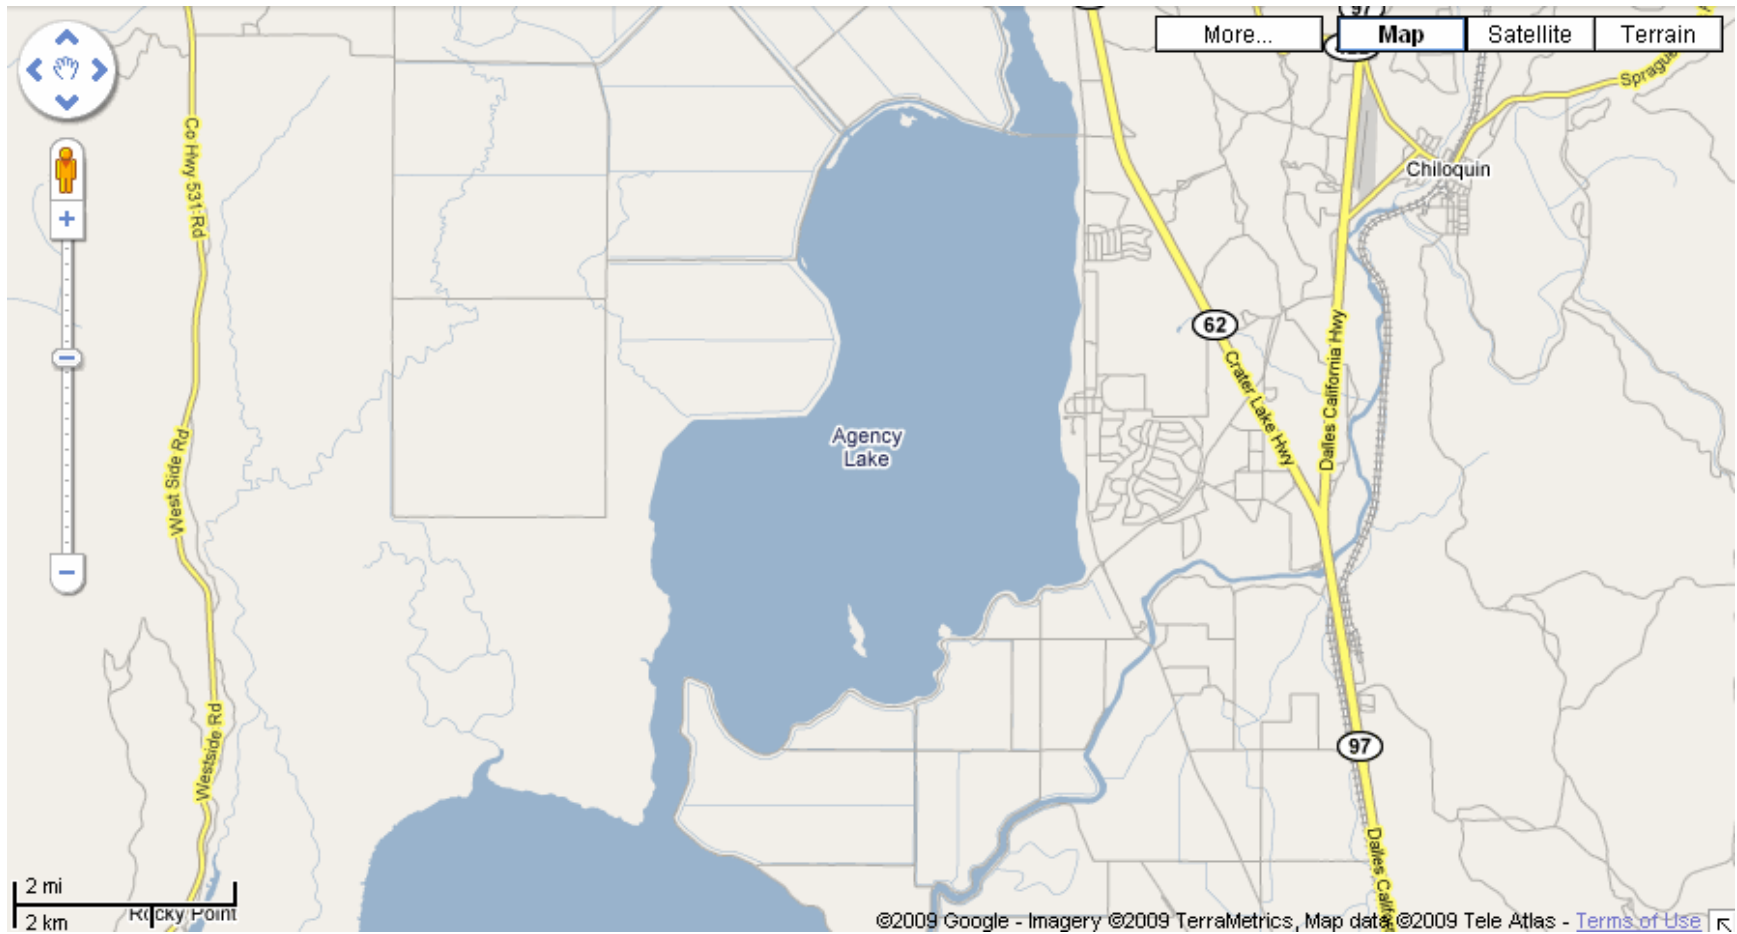 More...
Map
Satellite
Terrain
97
Sprague
Co Hwy 531 Rd
Chiloquin
62
Crater Lake Hwy
Dalles California Hwy
Agency
Lake
West Side Rd
Westside Rd
97
Dalles Califor
2 mi
2 km
Rocky Point
©2009 Google - Imagery ©2009 TerraMetrics, Map data ©2009 Tele Atlas - Terms of Use